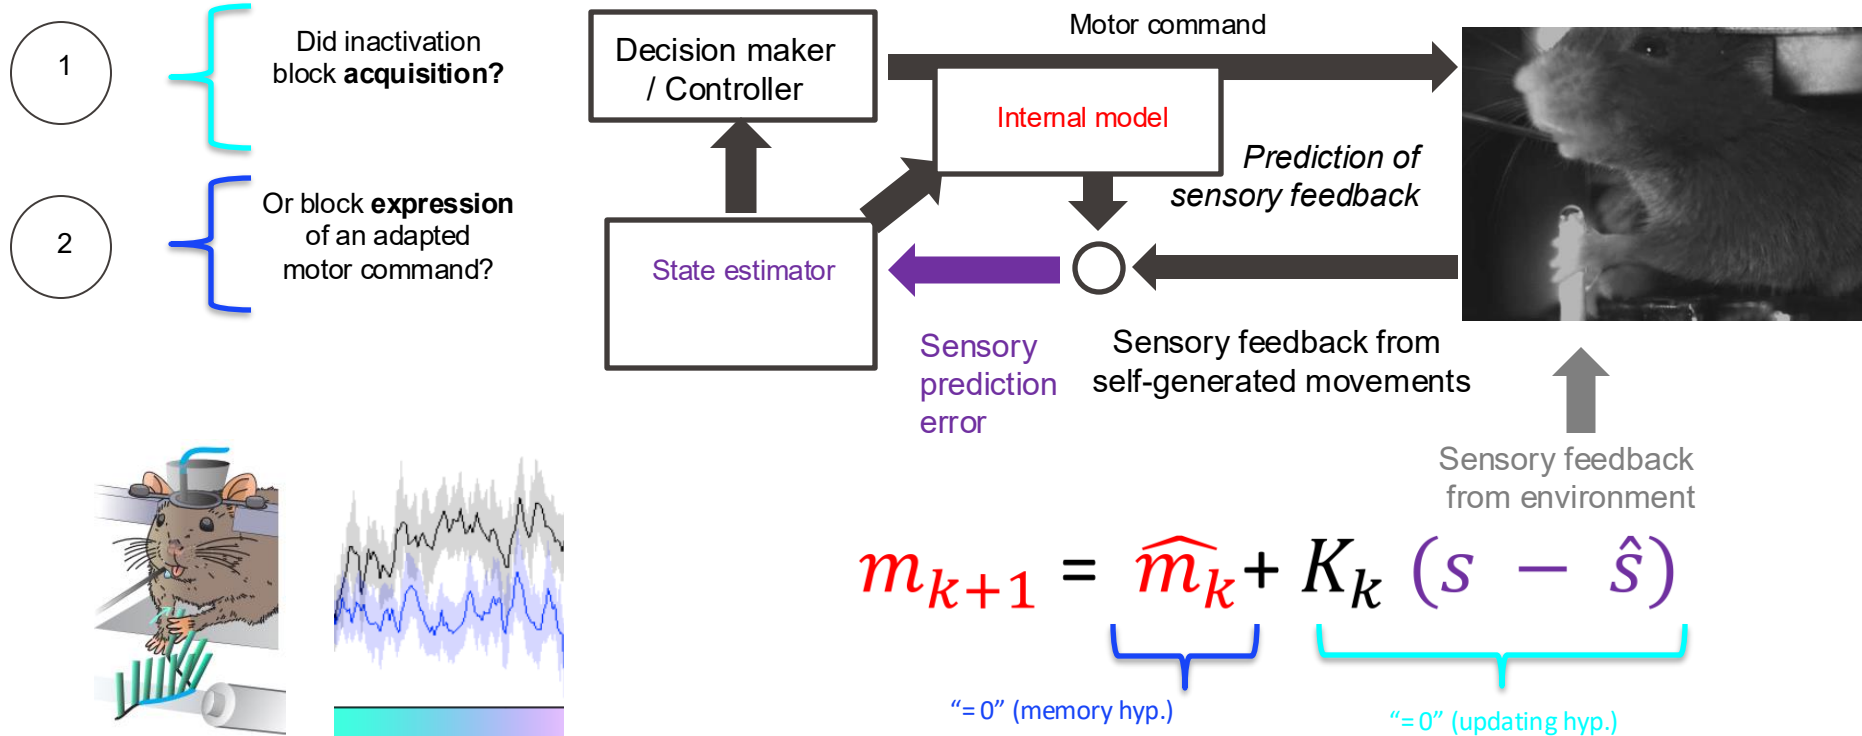 1
Did inactivation
block acquisition?
2
Or block expression
of an adapted
motor command?
Decision maker
/ Controller
Motor command
Internal model
Prediction of
sensory feedback
State estimator
Sensory
prediction
error
Sensory feedback from
self-generated movements
Sensory feedback
from environment
m_{k+1} = \widehat{m_k} + K_k (s − ŝ)
“= 0” (memory hyp.)
“= 0” (updating hyp.)